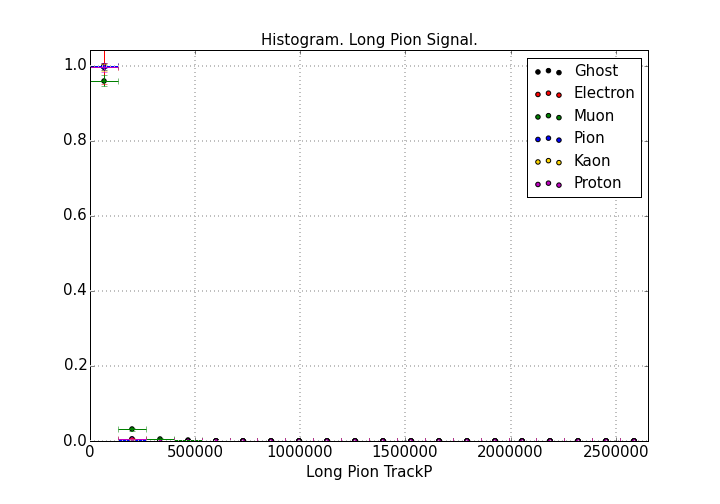 Histogram. Long Pion Signal.
1.0
0.8
0.6
0.4
0.2
0.0
Ghost
Electron
Muon
Pion
Kaon
Proton
0 500000 1000000 1500000 2000000 2500000
Long Pion TrackP